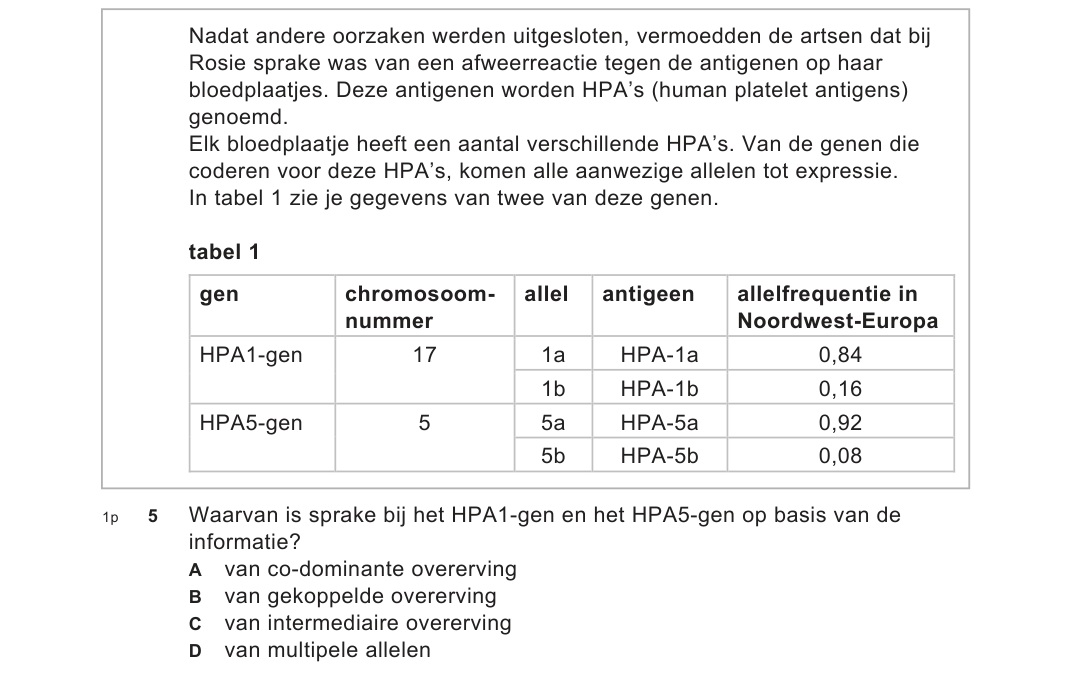 Nadat andere oorzaken werden uitgesloten, vermoedden de artsen dat bij
Rosie sprake was van een afweerreactie tegen de antigenen op haar
bloedplaatjes. Deze antigenen worden HPA's (human platelet antigens)
genoemd.
Elk bloedplaatje heeft een aantal verschillende HPA's. Van de genen die
coderen voor deze HPA's, komen alle aanwezige allelen tot expressie.
In tabel 1 zie je gegevens van twee van deze genen.
tabel 1
gen chromosoom- allel antigeen allelfrequentie in
nummer Noordwest-Europa
HPA1-gen 17 1a HPA-1a 0,84
1b HPA-1b 0,16
HPA5-gen 5 5a HPA-5a 0,92
5b HPA-5b 0,08
1p 5 Waarvan is sprake bij het HPA1-gen en het HPA5-gen op basis van de
informatie?
A van co-dominante overerving
B van gekoppelde overerving
C van intermediaire overerving
D van multipele allelen